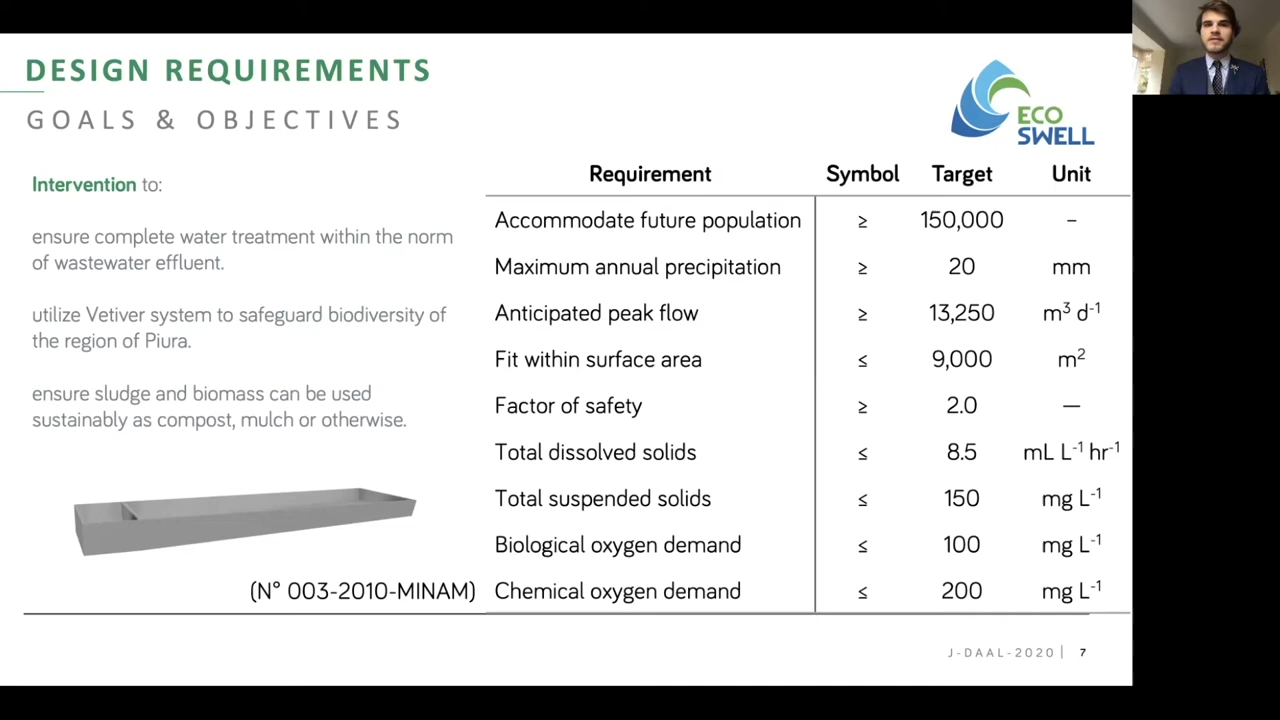 DESIGN REQUIREMENTS
GOALS & OBJECTIVES
ECO
SWELL
Intervention to:
ensure complete water treatment within the norm
of wastewater effluent.
utilize Vetiver system to safeguard biodiversity of
the region of Piura.
ensure sludge and biomass can be used
sustainably as compost, mulch or otherwise.
(N° 003-2010-MINAM)
Requirement Symbol Target Unit
Accommodate future population ≥ 150,000 –
Maximum annual precipitation ≥ 20 mm
Anticipated peak flow ≥ 13,250 m³ d⁻¹
Fit within surface area ≤ 9,000 m²
Factor of safety ≥ 2.0 —
Total dissolved solids ≤ 8.5 mL L⁻¹ hr⁻¹
Total suspended solids ≤ 150 mg L⁻¹
Biological oxygen demand ≤ 100 mg L⁻¹
Chemical oxygen demand ≤ 200 mg L⁻¹
J-DAAL-2020 | 7